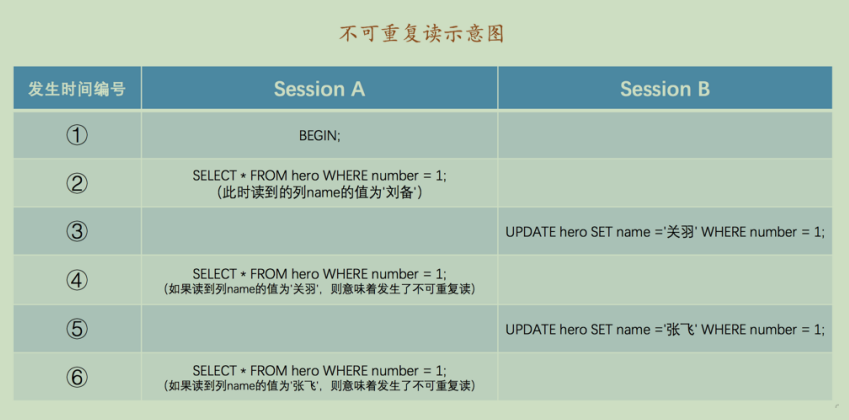 不可重复读示意图
发生时间编号 Session A Session B
① BEGIN;
② SELECT * FROM hero WHERE number = 1;
（此时读到的列name的值为'刘备'）
③ UPDATE hero SET name ='关羽' WHERE number = 1;
④ SELECT * FROM hero WHERE number = 1;
（如果读到列name的值为'关羽'，则意味着发生了不可重复读）
⑤ UPDATE hero SET name ='张飞' WHERE number = 1;
⑥ SELECT * FROM hero WHERE number = 1;
（如果读到列name的值为'张飞'，则意味着发生了不可重复读）